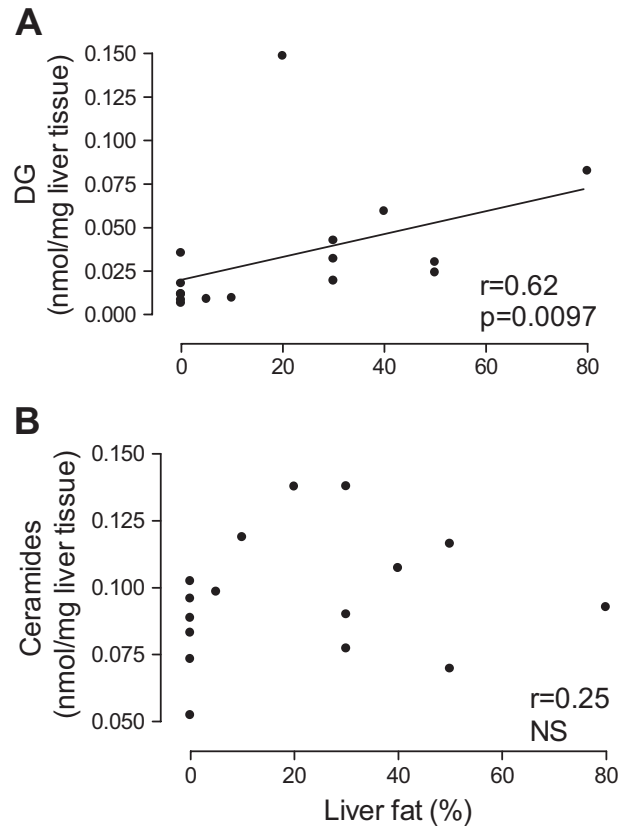 A
DG
(nmol/mg liver tissue)
0.150
0.125
0.100
0.075
0.050
0.025
0.000
r=0.62
p=0.0097
0 20 40 60 80
B
Ceramides
(nmol/mg liver tissue)
0.150
0.125
0.100
0.075
0.050
r=0.25
NS
0 20 40 60 80
Liver fat (%)